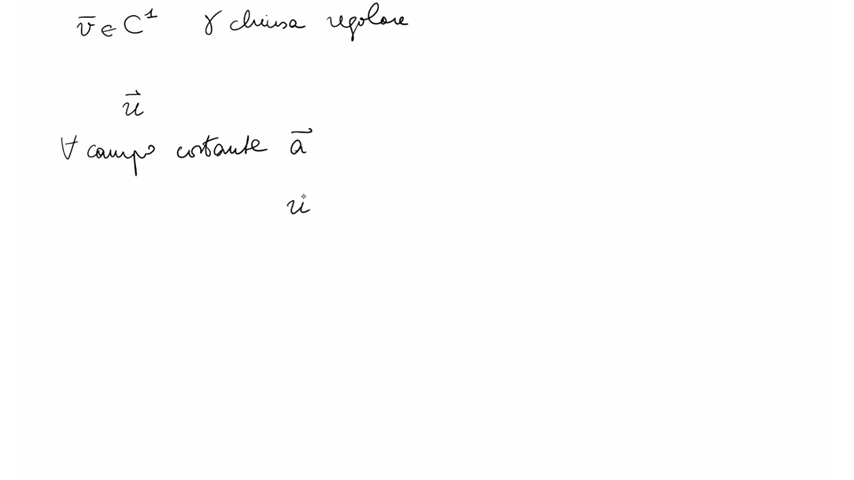 v̄ ∈ C¹ γ chiusa regolare
u⃗
∀ campo costante a⃗
u